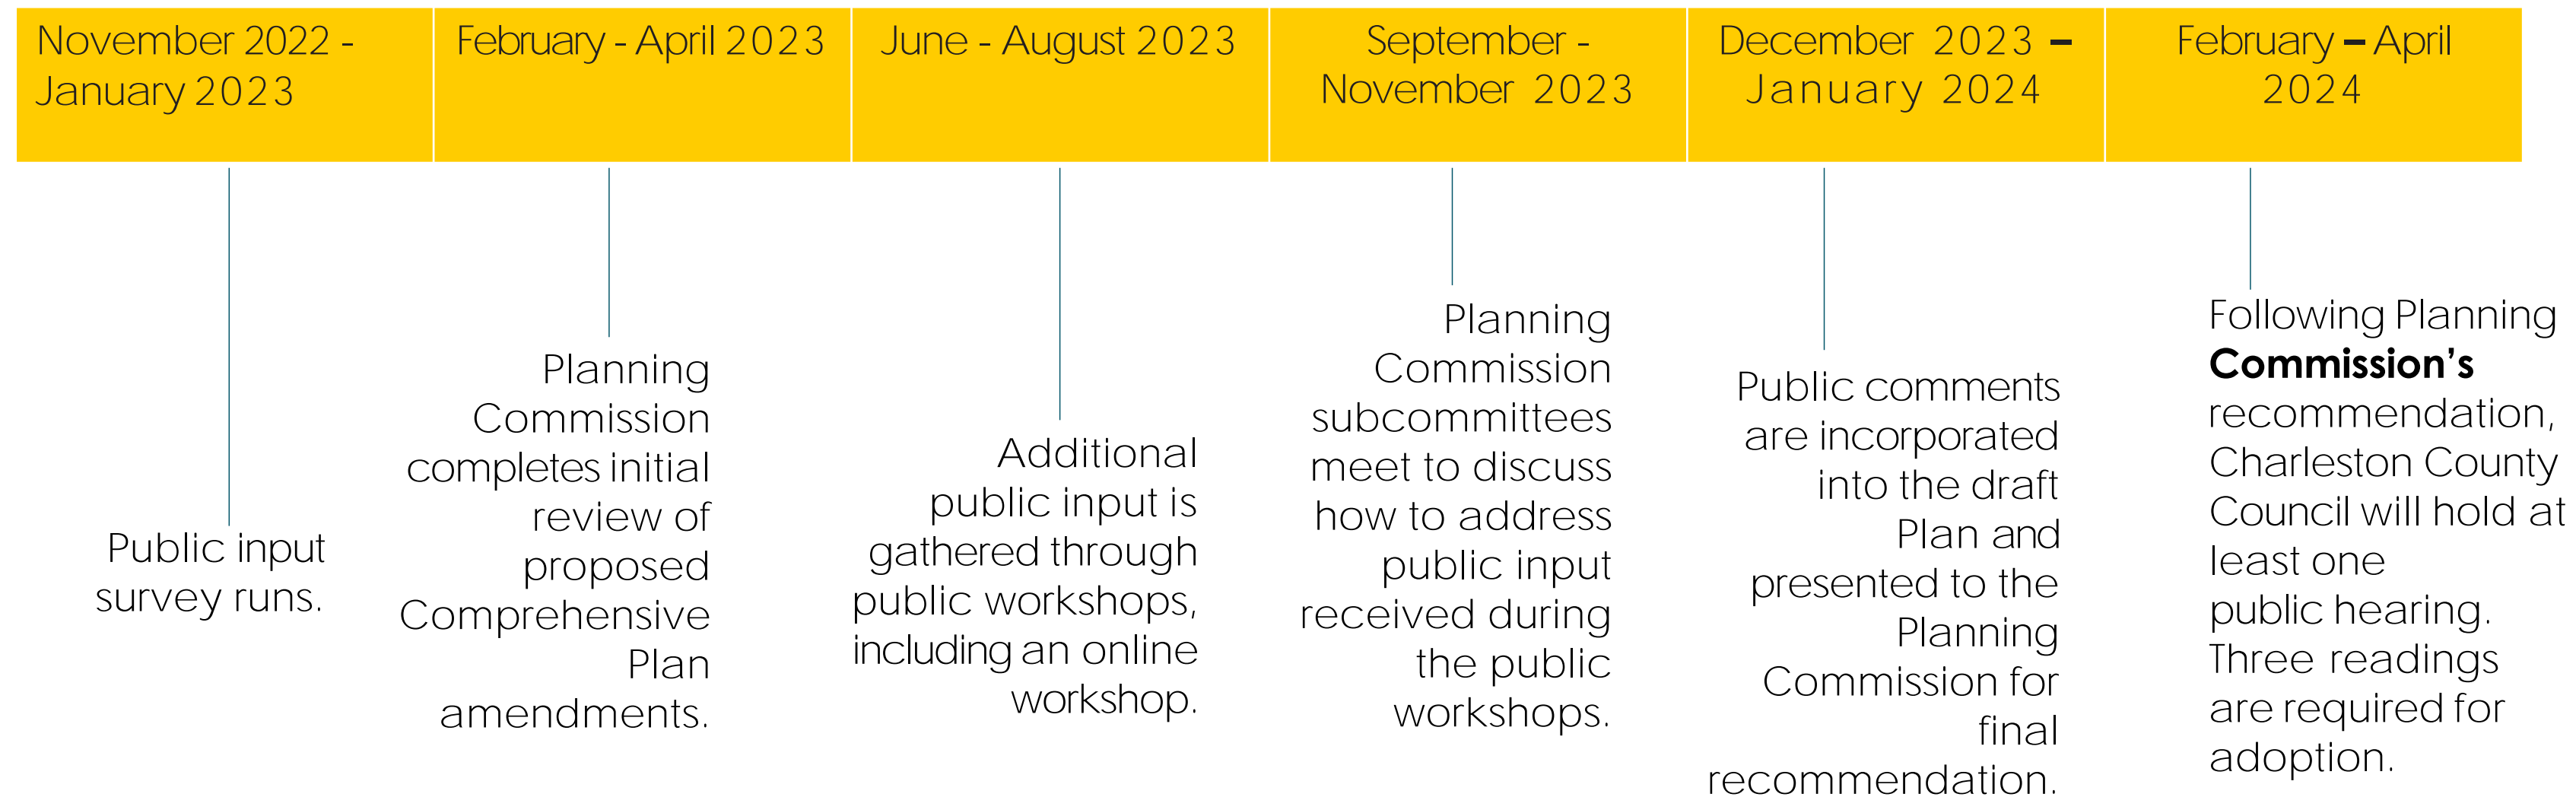 November 2022 -
January 2023
February - April 2023
June - August 2023
September -
November 2023
December 2023 –
January 2024
February – April
2024
Public input
survey runs.
Planning
Commission
completes initial
review of
proposed
Comprehensive
Plan
amendments.
Additional
public input is
gathered through
public workshops,
including an online
workshop.
Planning
Commission
subcommittees
meet to discuss
how to address
public input
received during
the public
workshops.
Public comments
are incorporated
into the draft
Plan and
presented to the
Planning
Commission for
final
recommendation.
Following Planning
Commission’s
recommendation,
Charleston County
Council will hold at
least one
public hearing.
Three readings
are required for
adoption.